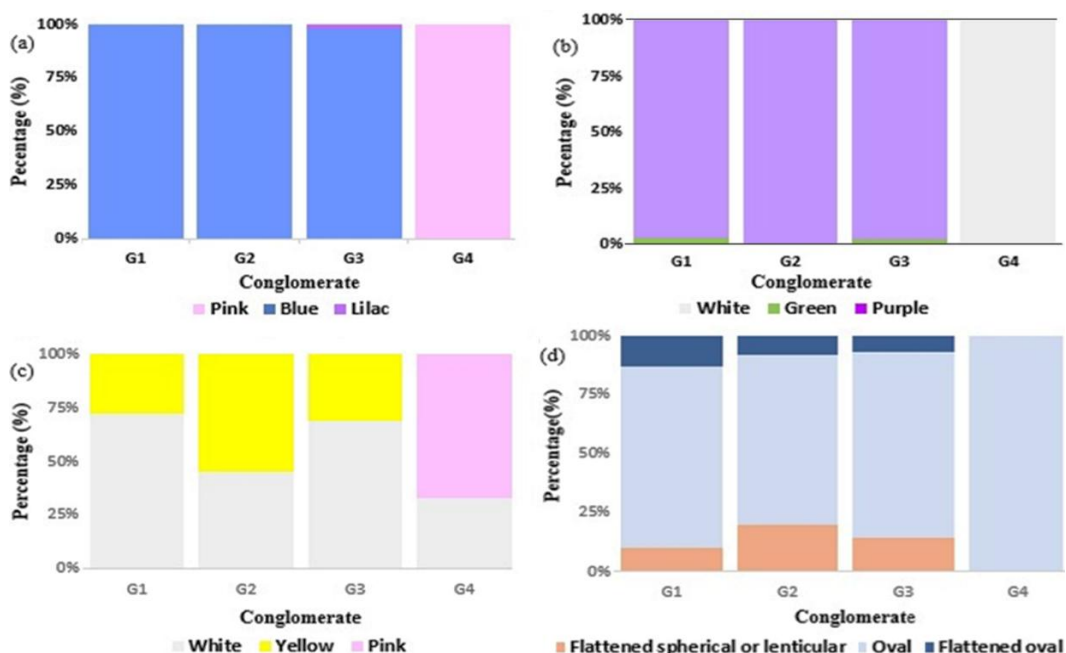 (a)
Pecentage (%)
100%
75%
50%
25%
0%
G1 G2 G3 G4
Conglomerate
Pink Blue Lilac
(b)
Pecentage (%)
100%
75%
50%
25%
0%
G1 G2 G3 G4
Conglomerate
White Green Purple
(c)
Percentage (%)
100%
75%
50%
25%
0%
G1 G2 G3 G4
Conglomerate
White Yellow Pink
(d)
Percentage(%)
100%
75%
50%
25%
0%
G1 G2 G3 G4
Conglomerate
Flattened spherical or lenticular Oval Flattened oval